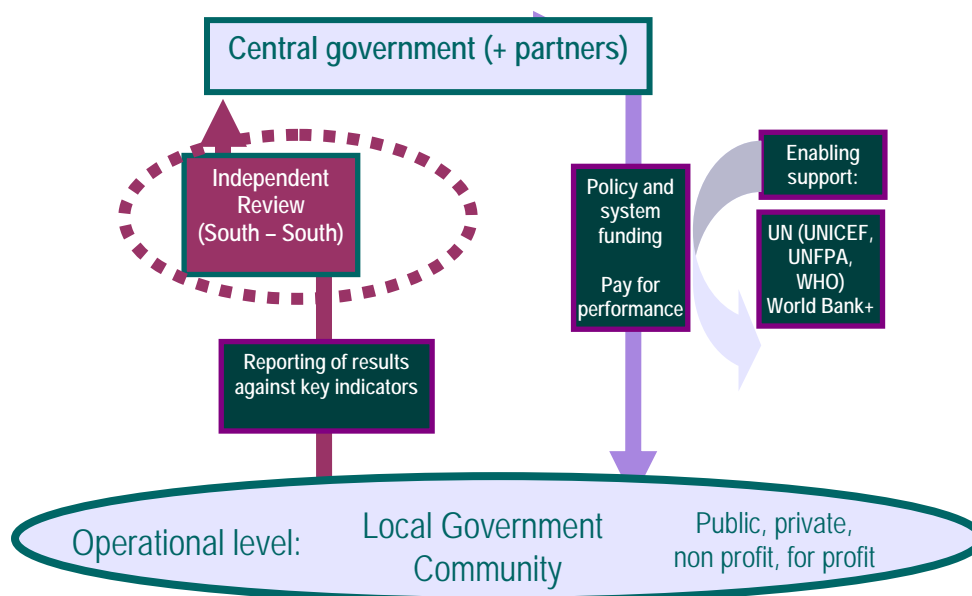 Central government (+ partners)
Independent
Review
(South – South)
Policy and
system
funding
Pay for
performance
Enabling
support:
UN (UNICEF,
UNFPA,
WHO)
World Bank+
Reporting of results
against key indicators
Operational level:
Local Government
Community
Public, private,
non profit, for profit